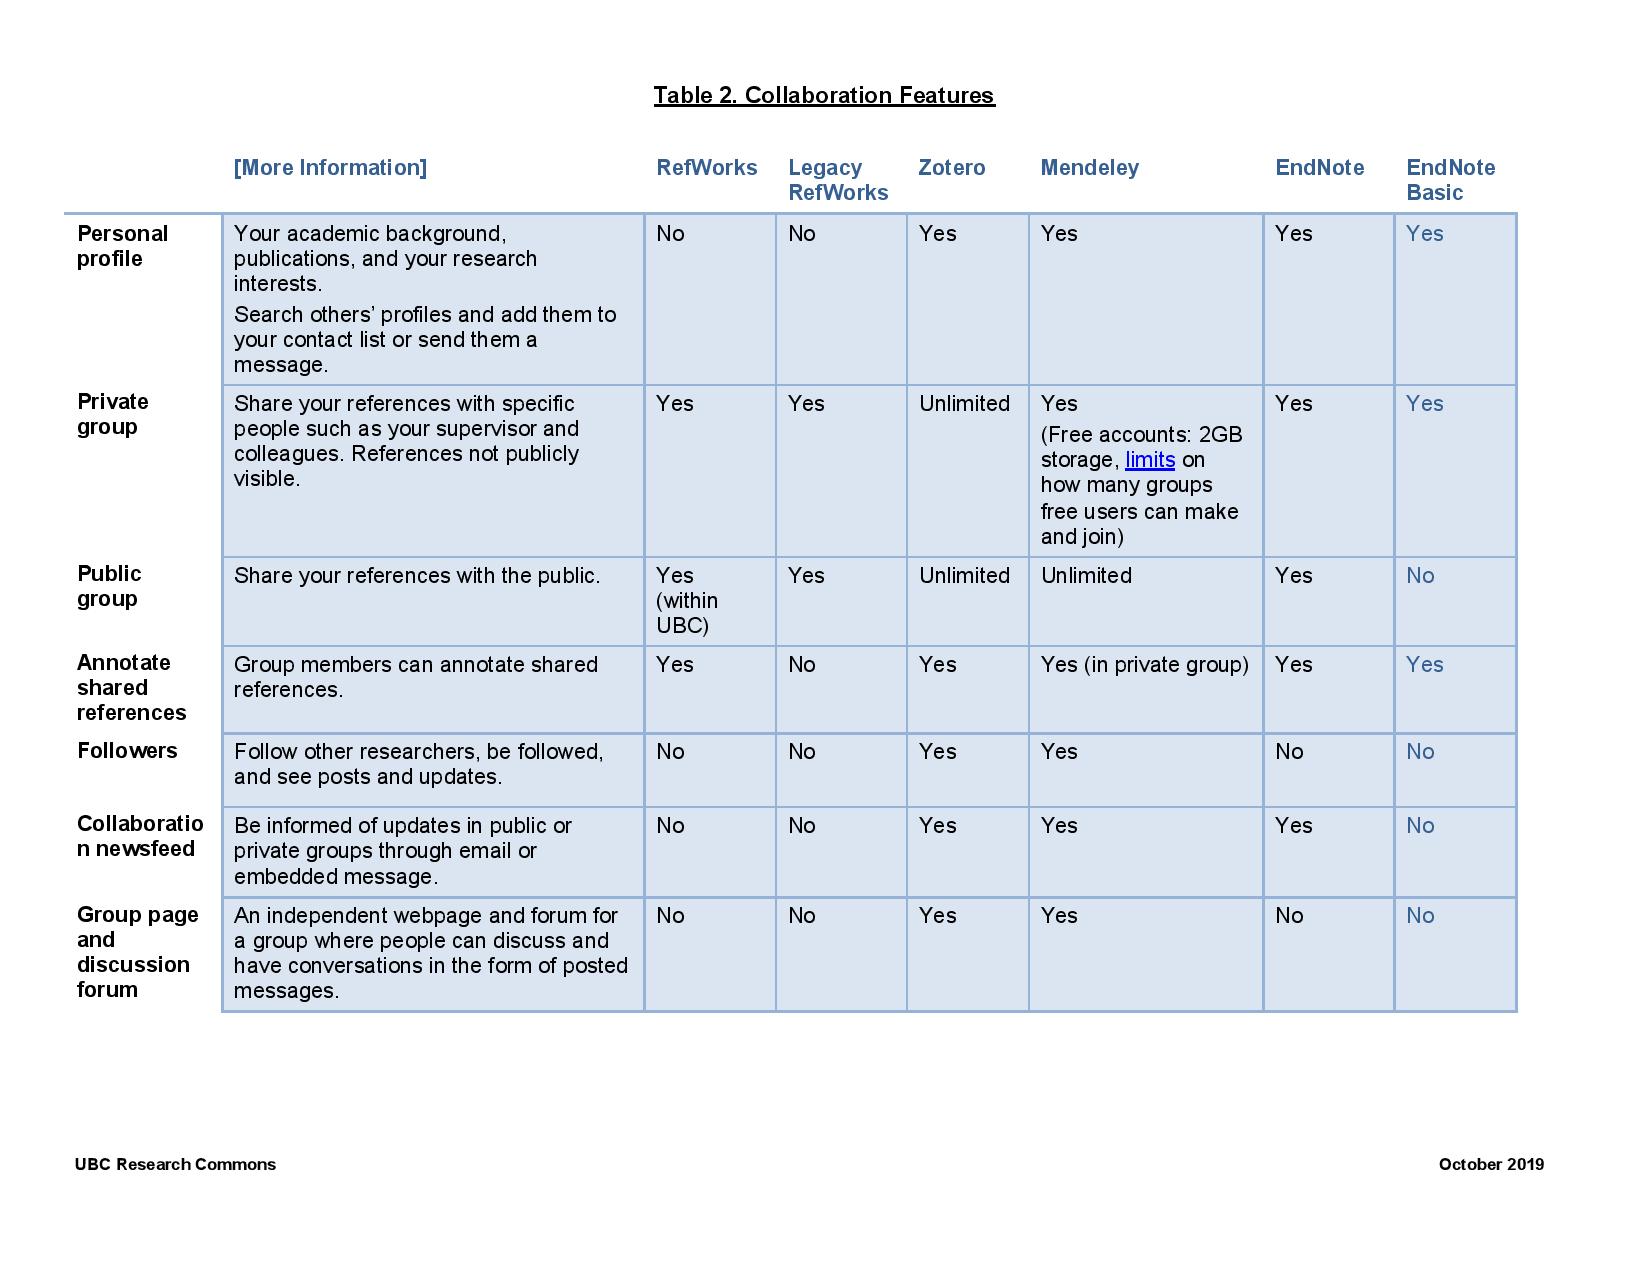 Table 2. Collaboration Features
[More Information] RefWorks Legacy RefWorks Zotero Mendeley EndNote EndNote Basic
Personal
profile
Your academic background,
publications, and your research
interests.
Search others’ profiles and add them to
your contact list or send them a
message.
No
No
Yes
Yes
Yes
Yes
Private
group
Share your references with specific
people such as your supervisor and
colleagues. References not publicly
visible.
Yes
Yes
Unlimited
Yes
(Free accounts: 2GB
storage, limits on
how many groups
free users can make
and join)
Yes
Yes
Public
group
Share your references with the public.
Yes
(within
UBC)
Yes
Unlimited
Unlimited
Yes
No
Annotate
shared
references
Group members can annotate shared
references.
Yes
No
Yes
Yes (in private group)
Yes
Yes
Followers
Follow other researchers, be followed,
and see posts and updates.
No
No
Yes
Yes
No
No
Collaboratio
n newsfeed
Be informed of updates in public or
private groups through email or
embedded message.
No
No
Yes
Yes
Yes
No
Group page
and
discussion
forum
An independent webpage and forum for
a group where people can discuss and
have conversations in the form of posted
messages.
No
No
Yes
Yes
No
No
UBC Research Commons
October 2019